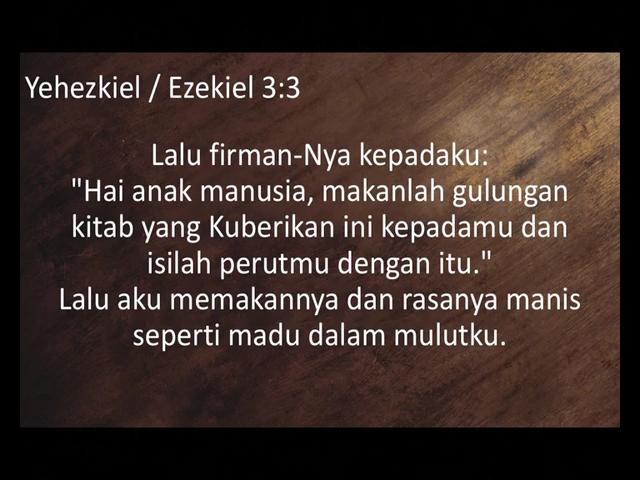 Yehezkiel / Ezekiel 3:3
Lalu firman-Nya kepadaku:
"Hai anak manusia, makanlah gulungan
kitab yang Kuberikan ini kepadamu dan
isilah perutmu dengan itu."
Lalu aku memakannya dan rasanya manis
seperti madu dalam mulutku.